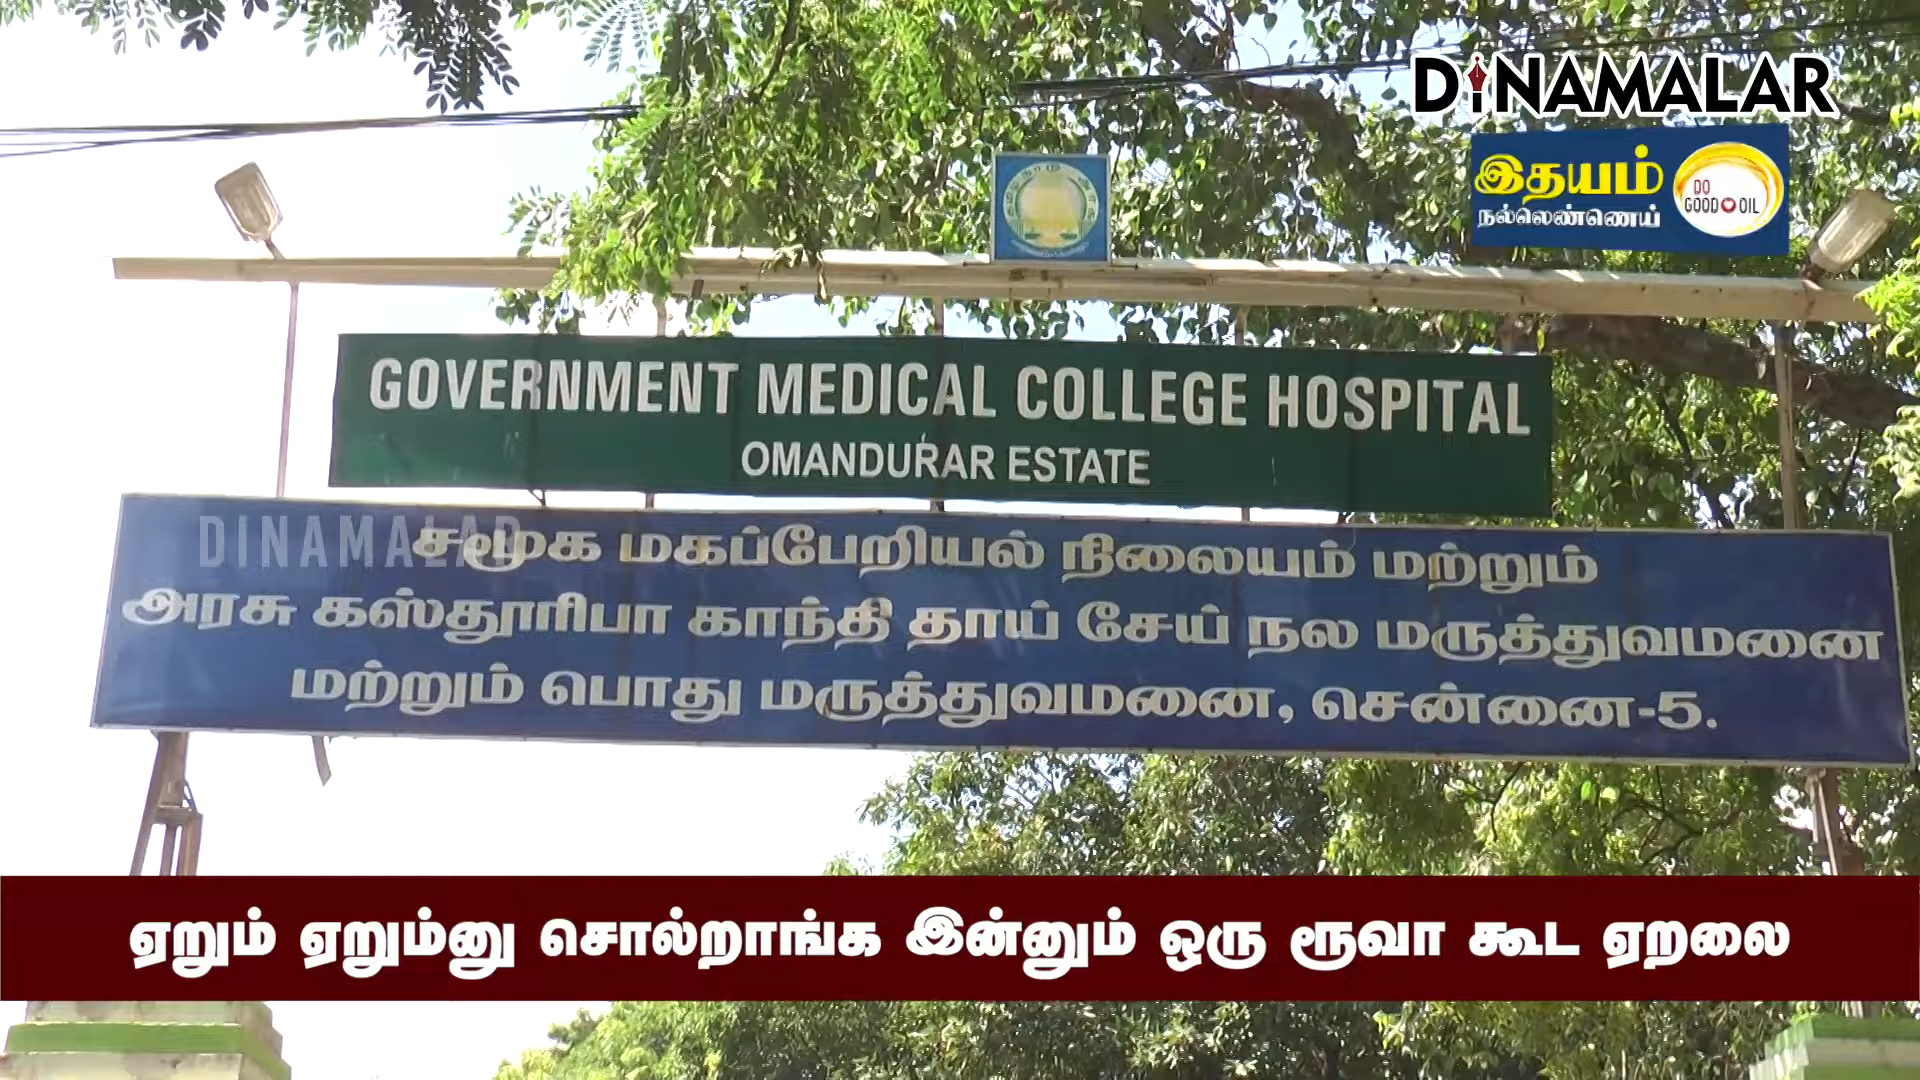 DINAMALAR
இதயம்
நல்லெண்ணெய்
DO
GOOD OIL
GOVERNMENT MEDICAL COLLEGE HOSPITAL
OMANDURAR ESTATE
DINAMALAR
சமூக மகப்பேறியல் நிலையம் மற்றும்
அரசு கஸ்தூரிபா காந்தி தாய் சேய் நல மருத்துவமனை
மற்றும் பொது மருத்துவமனை, சென்னை-5.
ஏறும் ஏறும்னு சொல்றாங்க இன்னும் ஒரு ரூவா கூட ஏறலை